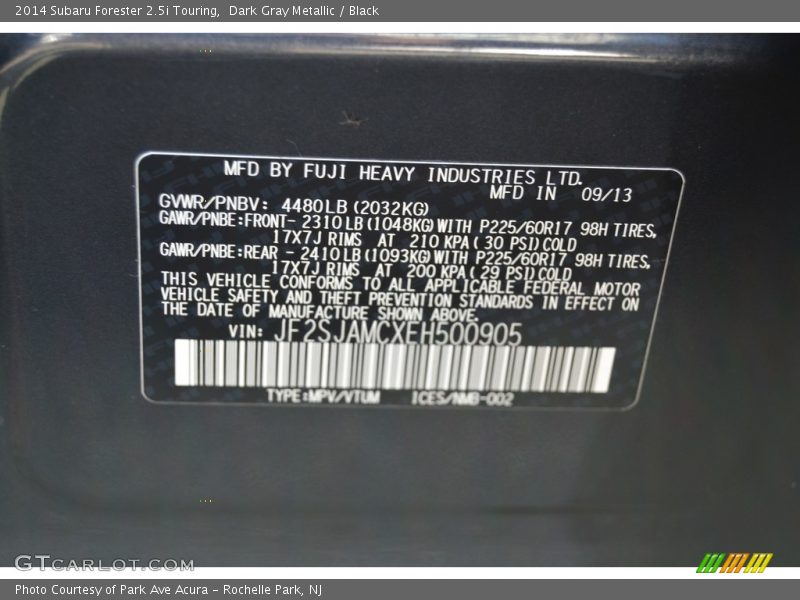 2014 Subaru Forester 2.5i Touring, Dark Gray Metallic / Black
MFD BY FUJI HEAVY INDUSTRIES LTD.
MFD IN 09/13
GVWR/PNBV: 4480LB (2032KG)
GAWR/PNBE:FRONT- 2310LB (1048KG) WITH P225/60R17 98H TIRES,
17X7J RIMS AT 210 KPA ( 30 PSI) COLD
GAWR/PNBE:REAR - 2410LB (1093KG) WITH P225/60R17 98H TIRES,
17X7J RIMS AT 200 KPA ( 29 PSI) COLD
THIS VEHICLE CONFORMS TO ALL APPLICABLE FEDERAL MOTOR
VEHICLE SAFETY AND THEFT PREVENTION STANDARDS IN EFFECT ON
THE DATE OF MANUFACTURE SHOWN ABOVE.
VIN: JF2SJAMCXEH500905
TYPE:MPV/VTUM ICES/NMB-002
GTCARLOT.COM
Photo Courtesy of Park Ave Acura - Rochelle Park, NJ